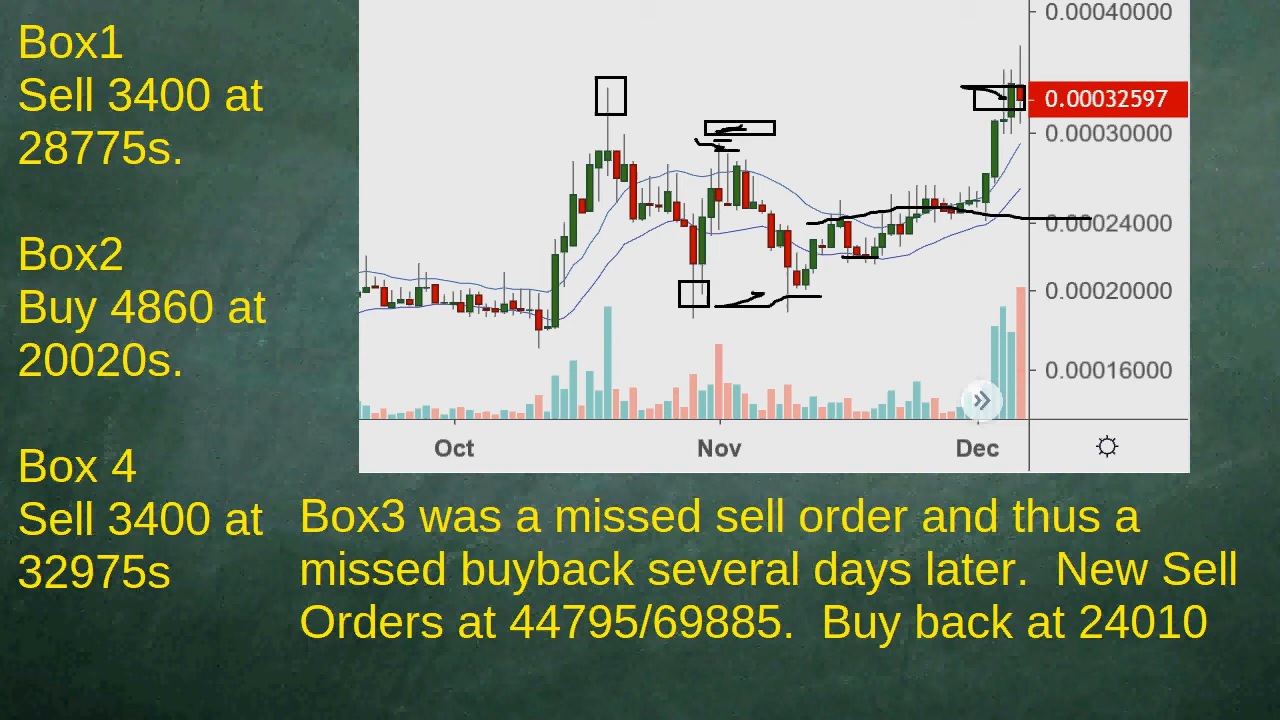 Box1
Sell 3400 at
28775s.
Box2
Buy 4860 at
20020s.
Box 4
Sell 3400 at
32975s
0.00040000
0.00032597
0.00030000
0.00024000
0.00020000
0.00016000
Oct Nov Dec
Box3 was a missed sell order and thus a
missed buyback several days later. New Sell
Orders at 44795/69885. Buy back at 24010